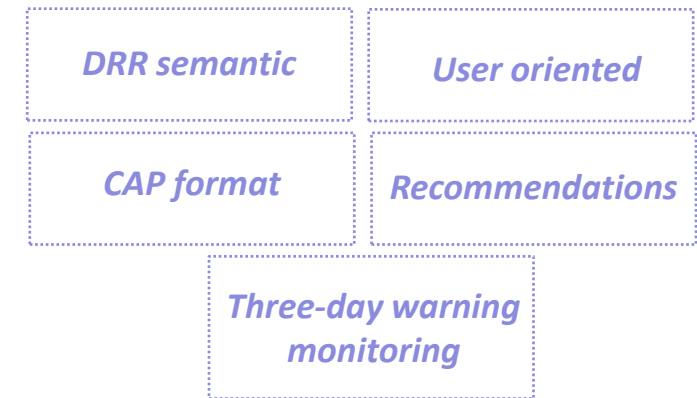 DRR semantic
User oriented
CAP format
Recommendations
Three-day warning
monitoring